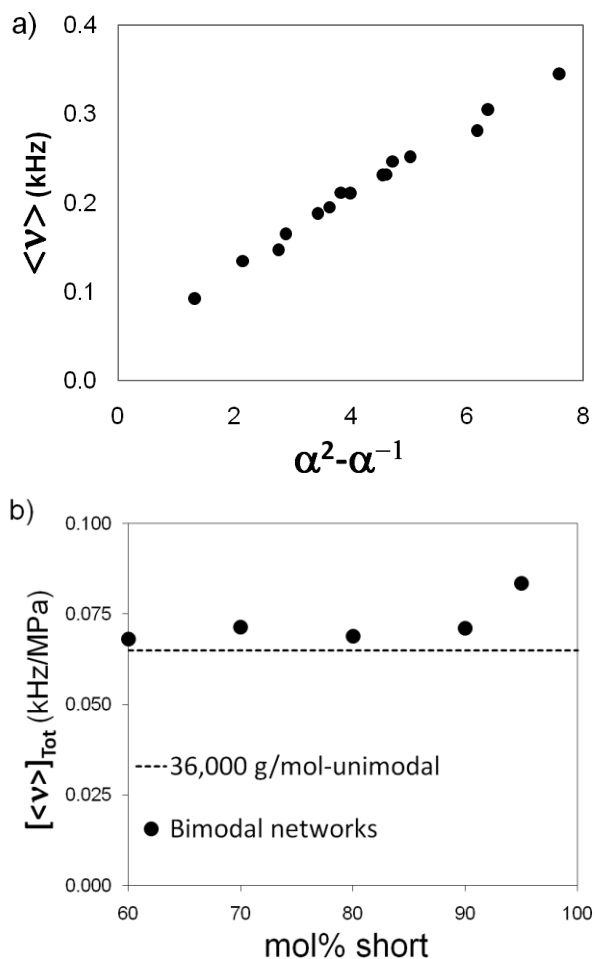 a)
0.4
0.3
0.2
0.1
0.0
<ν> (kHz)
0 2 4 6 8
α²-α⁻¹
b)
0.100
0.075
0.050
0.025
0.000
[<ν>]Tot (kHz/MPa)
36,000 g/mol-unimodal
Bimodal networks
60 70 80 90 100
mol% short